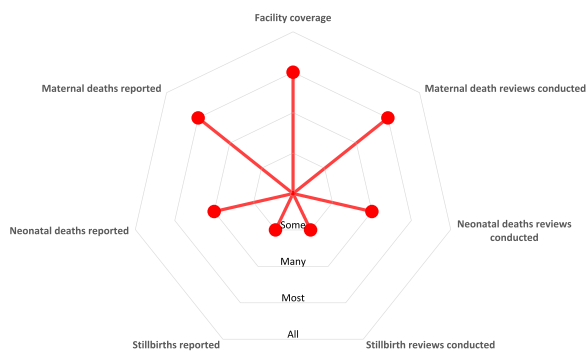 Facility coverage
Maternal deaths reported
Maternal death reviews conducted
Some
Neonatal deaths reported
Neonatal deaths reviews
conducted
Many
Most
All
Stillbirths reported
Stillbirth reviews conducted